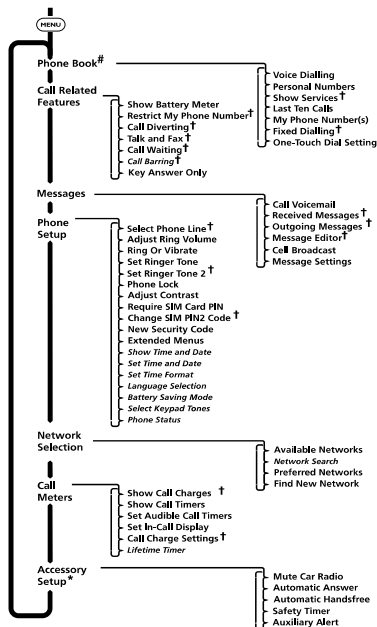 MENU
Phone Book#
Voice Dialling
Personal Numbers
Show Services †
Last Ten Calls
My Phone Number(s)
Fixed Dialling †
One-Touch Dial Setting
Call Related
Features
Show Battery Meter
Restrict My Phone Number †
Call Diverting †
Talk and Fax †
Call Waiting †
Call Barring †
Key Answer Only
Messages
Call Voicemail
Received Messages †
Outgoing Messages †
Message Editor †
Cell Broadcast
Message Settings
Phone
Setup
Select Phone Line †
Adjust Ring Volume
Ring Or Vibrate
Set Ringer Tone
Set Ringer Tone 2 †
Phone Lock
Adjust Contrast
Require SIM Card PIN
Change SIM PIN2 Code †
New Security Code
Extended Menus
Show Time and Date
Set Time and Date
Set Time Format
Language Selection
Battery Saving Mode
Select Keypad Tones
Phone Status
Network
Selection
Available Networks
Network Search
Preferred Networks
Find New Network
Call
Meters
Show Call Charges †
Show Call Timers
Set Audible Call Timers
Set In-Call Display
Call Charge Settings †
Lifetime Timer
Accessory
Setup*
Mute Car Radio
Automatic Answer
Automatic Handsfree
Safety Timer
Auxiliary Alert